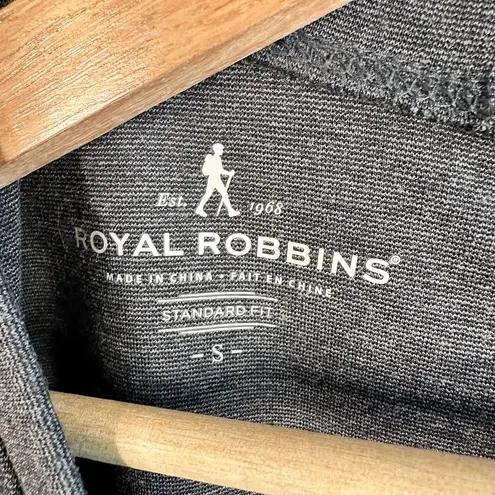 Est. 1968
ROYAL ROBBINS®
MADE IN CHINA • FAIT EN CHINE
STANDARD FIT
- S -